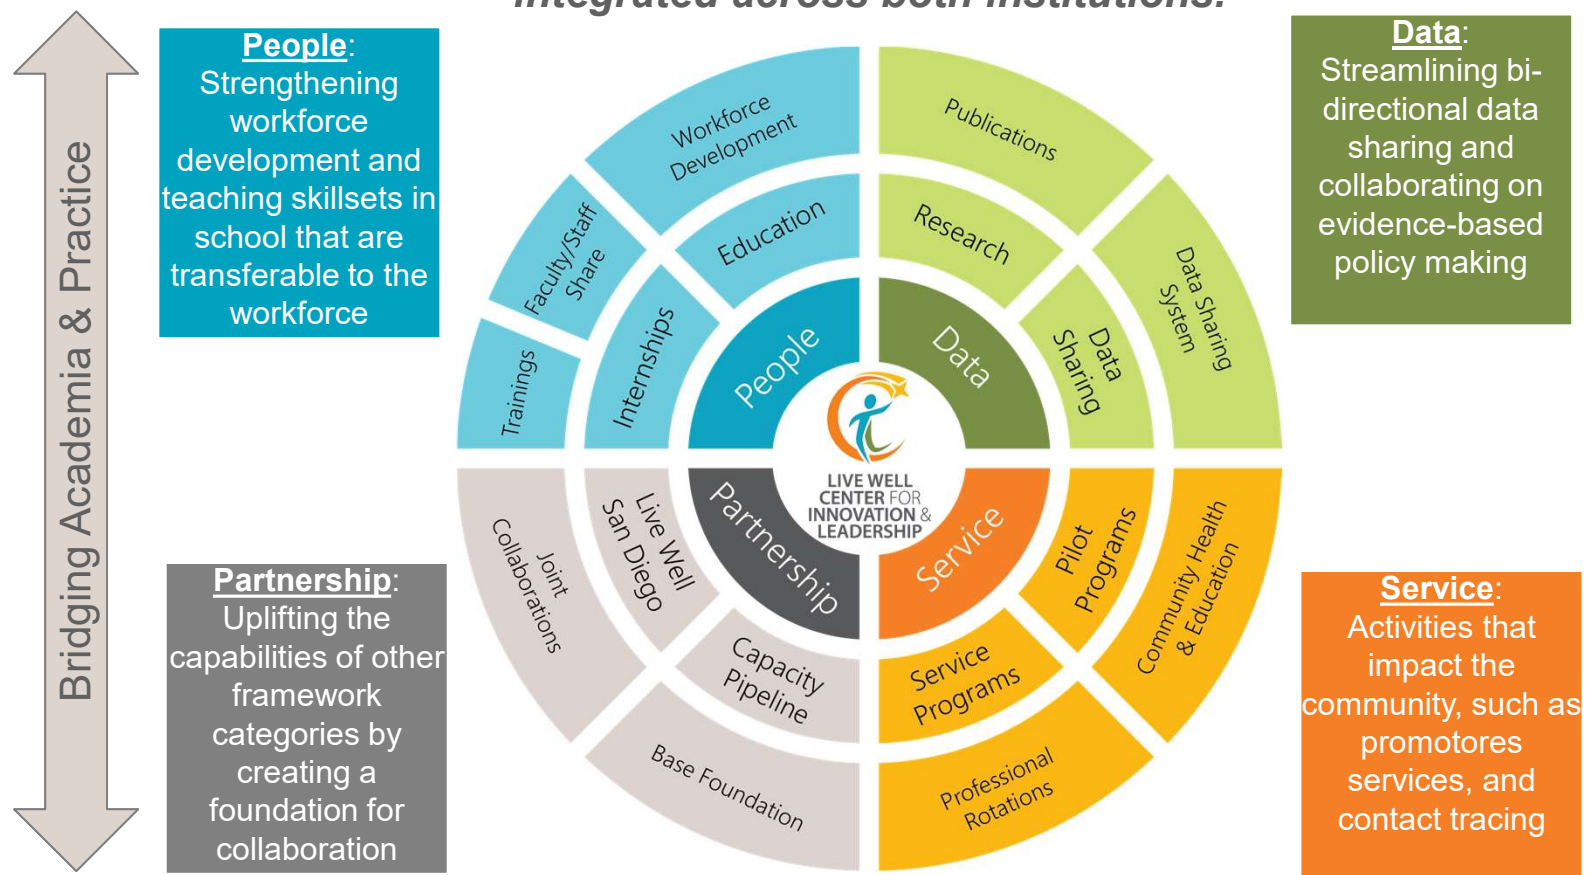 integrated across both institutions.
Bridging Academia & Practice
People:
Strengthening
workforce
development and
teaching skillsets in
school that are
transferable to the
workforce
Data:
Streamlining bi-
directional data
sharing and
collaborating on
evidence-based
policy making
Workforce
Development
Faculty/Staff
Share
Trainings
Education
Internships
People
Publications
Data Sharing
System
Research
Data
Sharing
Data
LIVE WELL
CENTER FOR
INNOVATION &
LEADERSHIP
Partnership
Live Well
San Diego
Capacity
Pipeline
Joint
Collaborations
Base Foundation
Service
Pilot
Programs
Service
Programs
Community Health
& Education
Professional
Rotations
Partnership:
Uplifting the
capabilities of other
framework
categories by
creating a
foundation for
collaboration
Service:
Activities that
impact the
community, such as
promotores
services, and
contact tracing